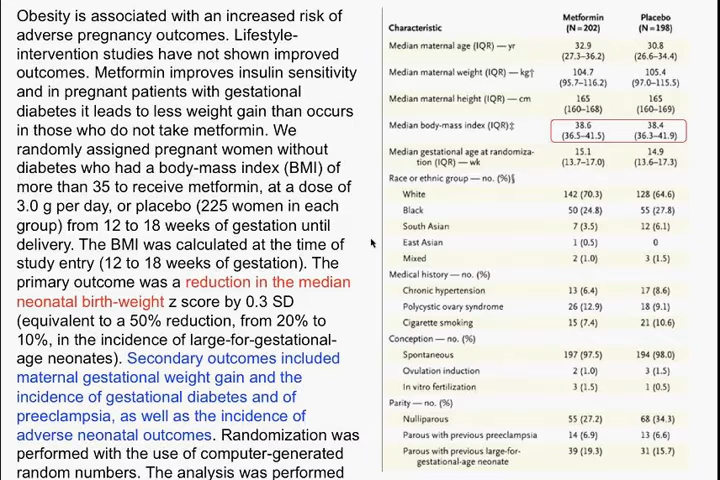 Obesity is associated with an increased risk of
adverse pregnancy outcomes. Lifestyle-
intervention studies have not shown improved
outcomes. Metformin improves insulin sensitivity
and in pregnant patients with gestational
diabetes it leads to less weight gain than occurs
in those who do not take metformin. We
randomly assigned pregnant women without
diabetes who had a body-mass index (BMI) of
more than 35 to receive metformin, at a dose of
3.0 g per day, or placebo (225 women in each
group) from 12 to 18 weeks of gestation until
delivery. The BMI was calculated at the time of
study entry (12 to 18 weeks of gestation). The
primary outcome was a reduction in the median
neonatal birth-weight z score by 0.3 SD
(equivalent to a 50% reduction, from 20% to
10%, in the incidence of large-for-gestational-
age neonates). Secondary outcomes included
maternal gestational weight gain and the
incidence of gestational diabetes and of
preeclampsia, as well as the incidence of
adverse neonatal outcomes. Randomization was
performed with the use of computer-generated
random numbers. The analysis was performed
Characteristic Metformin (N=202) Placebo (N=198)
Median maternal age (IQR) — yr 32.9 30.8
(27.3–36.2) (26.6–34.4)
Median maternal weight (IQR) — kg† 104.7 105.4
(95.7–116.2) (97.0–115.5)
Median maternal height (IQR) — cm 165 165
(160–168) (160–169)
Median body-mass index (IQR)‡ 38.6 38.4
(36.5–41.5) (36.3–41.9)
Median gestational age at randomiza- 15.1 14.9
tion (IQR) — wk (13.7–17.0) (13.6–17.3)
Race or ethnic group — no. (%)§
White 142 (70.3) 128 (64.6)
Black 50 (24.8) 55 (27.8)
South Asian 7 (3.5) 12 (6.1)
East Asian 1 (0.5) 0
Mixed 2 (1.0) 3 (1.5)
Medical history — no. (%)
Chronic hypertension 13 (6.4) 17 (8.6)
Polycystic ovary syndrome 26 (12.9) 18 (9.1)
Cigarette smoking 15 (7.4) 21 (10.6)
Conception — no. (%)
Spontaneous 197 (97.5) 194 (98.0)
Ovulation induction 2 (1.0) 3 (1.5)
In vitro fertilization 3 (1.5) 1 (0.5)
Parity — no. (%)
Nulliparous 55 (27.2) 68 (34.3)
Parous with previous preeclampsia 14 (6.9) 13 (6.6)
Parous with previous large-for- 39 (19.3) 31 (15.7)
gestational-age neonate